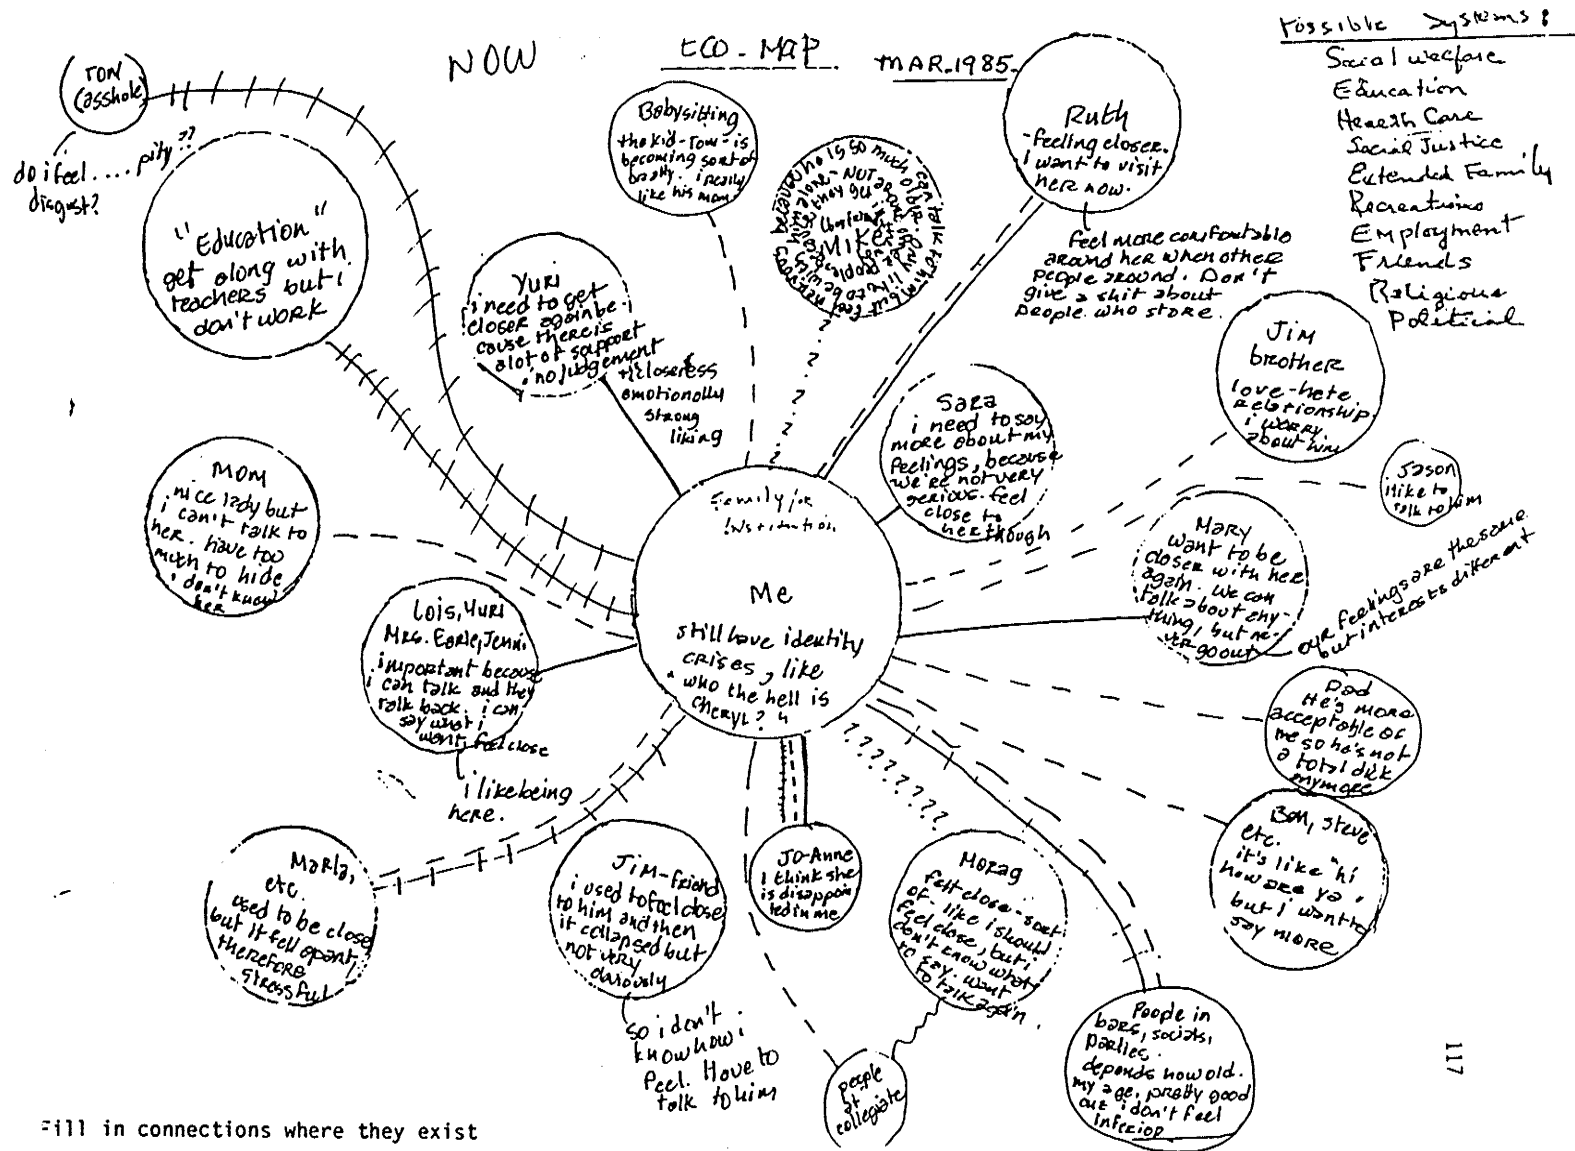 NOW
ECO-MAP
MAR. 1985.
Possible Systems:
Social welfare
Education
Health Care
Social Justice
Extended Family
Recreations
Employment
Friends
Religious
Political
RON
(asshole)
do i feel .... pity??
disgust?
"Education"
get along with
teachers but i
don't work
Yuri
i need to get
closer again be-
cause there is
alot of support
no judgement
closeness
emotionally
strong
liking
Babysitting
the kid - Tow - is
becoming sort of
bratty. i really
like his mom
MIKE
Ruth
-feeling closer.
i want to visit
her now.
feel more comfortable
around her when other
people around. Don't
give a shit about
people who stare.
Jim
brother
love-hate
relationship.
i worry
about him
Sara
i need to say
more about my
feelings, because
we're not very
serious. feel
close to
her though
Jason
i like to
talk to him
Mary
want to be
closer with her
again. We can
talk about any-
thing, but ne-
ver go out
our feelings are the same
but interests different
MOM
nice lady but
i can't talk to
her. have too
much to hide
don't know
her
Family or
Institution
Me
still have identity
crises, like
"who the hell is
Cheryl?"
Lois, Yuri
Mrs. Earle, Jenni.
important because
i can talk and they
talk back. i can
say what i
want, feel close
i like being
here.
Dad
He's more
acceptable of
me so he's not
a total dick
anymore
Bon, Steve
etc.
it's like "hi
how are ya,
but i want to
say more
Marla,
etc.
used to be close
but it fell apart,
therefore
stressful
Jim-friend
i used to feel close
to him and then
it collapsed but
not very
obviously
so i don't
know how i
feel. Have to
talk to him
Jo-Anne
I think she
is disappoin
ted in me
Morag
felt close - sort
of - like i should
feel close, but i
don't know what
to say. want
to talk again.
people
at
collegiate
People in
bars, socials,
parties.
depends how old.
my age, pretty good
but i don't feel
inferior
117
Fill in connections where they exist